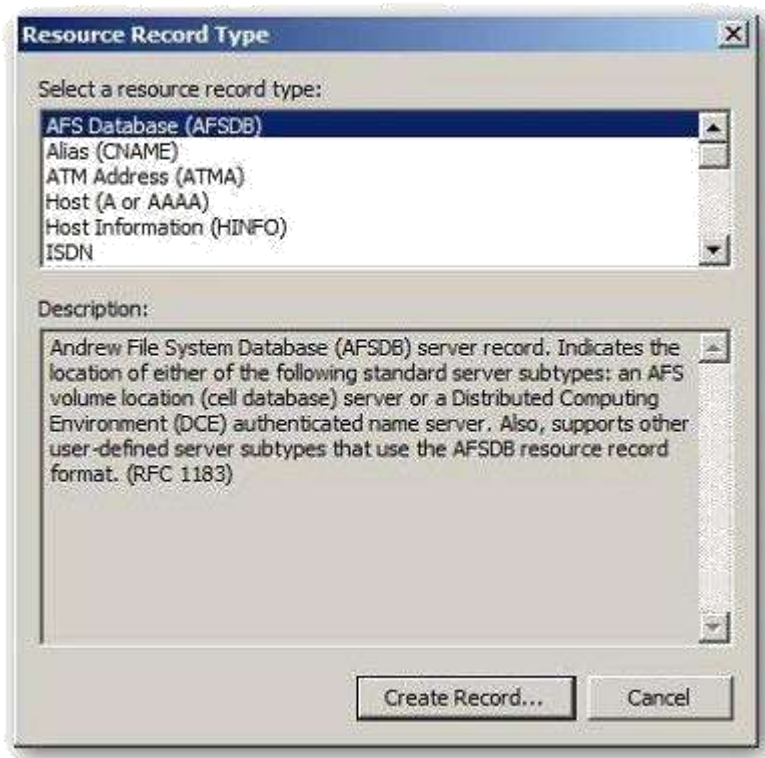 Resource Record Type
Select a resource record type:
AFS Database (AFSDB)
Alias (CNAME)
ATM Address (ATMA)
Host (A or AAAA)
Host Information (HINFO)
ISDN
Description:
Andrew File System Database (AFSDB) server record. Indicates the
location of either of the following standard server subtypes: an AFS
volume location (cell database) server or a Distributed Computing
Environment (DCE) authenticated name server. Also, supports other
user-defined server subtypes that use the AFSDB resource record
format. (RFC 1183)
Create Record... Cancel